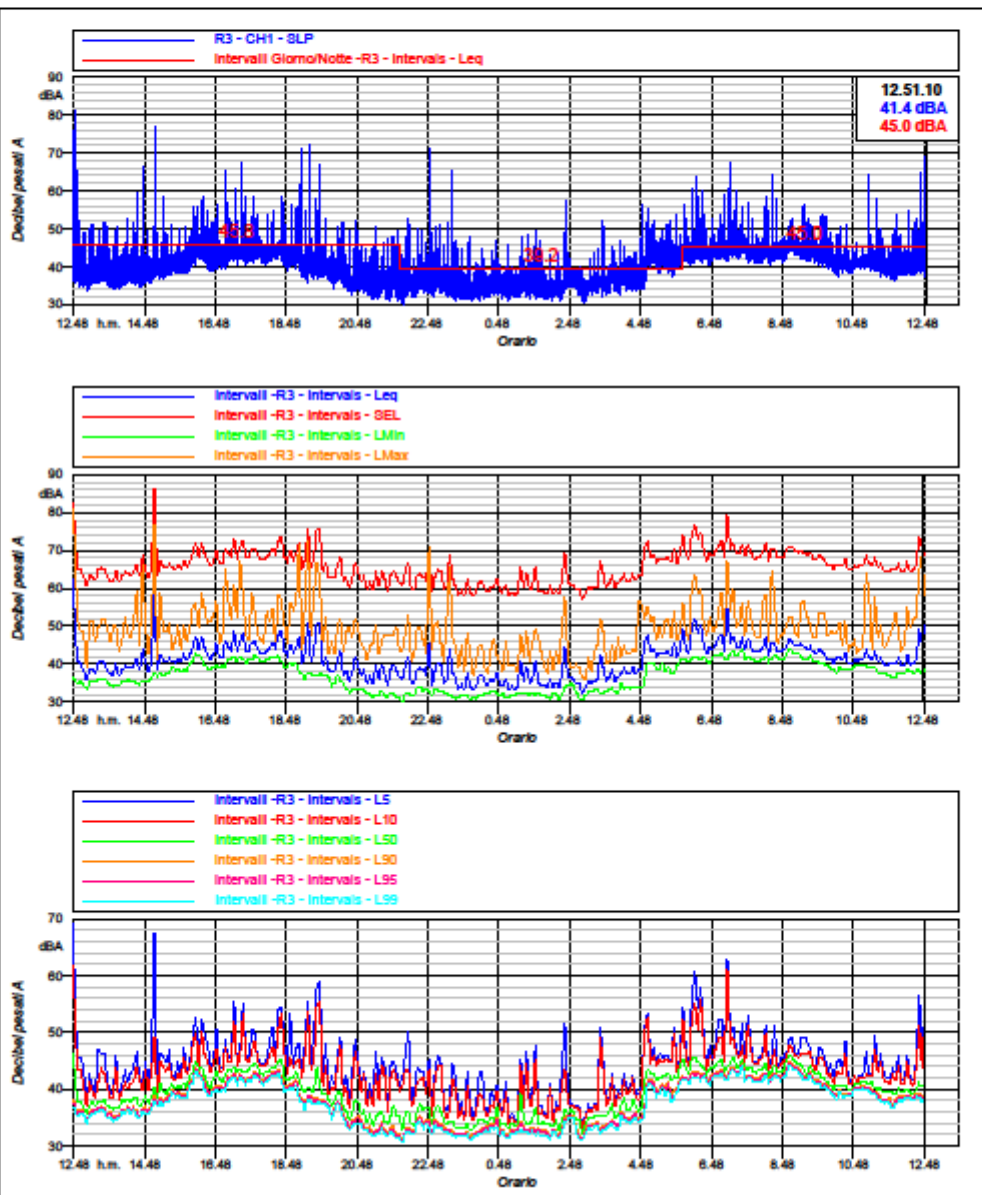 R3 - CH1 - SLP
Intervalli Giorno/Notte -R3 - Intervals - Leq
90
dBA
80
70
60
50
40
30
Decibel pesati A
12.51.10
41.4 dBA
45.0 dBA
39.2
45.0
12.48 h.m. 14.48 16.48 18.48 20.48 22.48 0.48 2.48 4.48 6.48 8.48 10.48 12.48
Orario
Intervalli -R3 - Intervals - Leq
Intervalli -R3 - Intervals - SEL
Intervalli -R3 - Intervals - LMin
Intervalli -R3 - Intervals - LMax
90
dBA
80
70
60
50
40
30
Decibel pesati A
12.48 h.m. 14.48 16.48 18.48 20.48 22.48 0.48 2.48 4.48 6.48 8.48 10.48 12.48
Orario
Intervalli -R3 - Intervals - L5
Intervalli -R3 - Intervals - L10
Intervalli -R3 - Intervals - L50
Intervalli -R3 - Intervals - L90
Intervalli -R3 - Intervals - L95
Intervalli -R3 - Intervals - L99
70
dBA
60
50
40
30
Decibel pesati A
12.48 h.m. 14.48 16.48 18.48 20.48 22.48 0.48 2.48 4.48 6.48 8.48 10.48 12.48
Orario